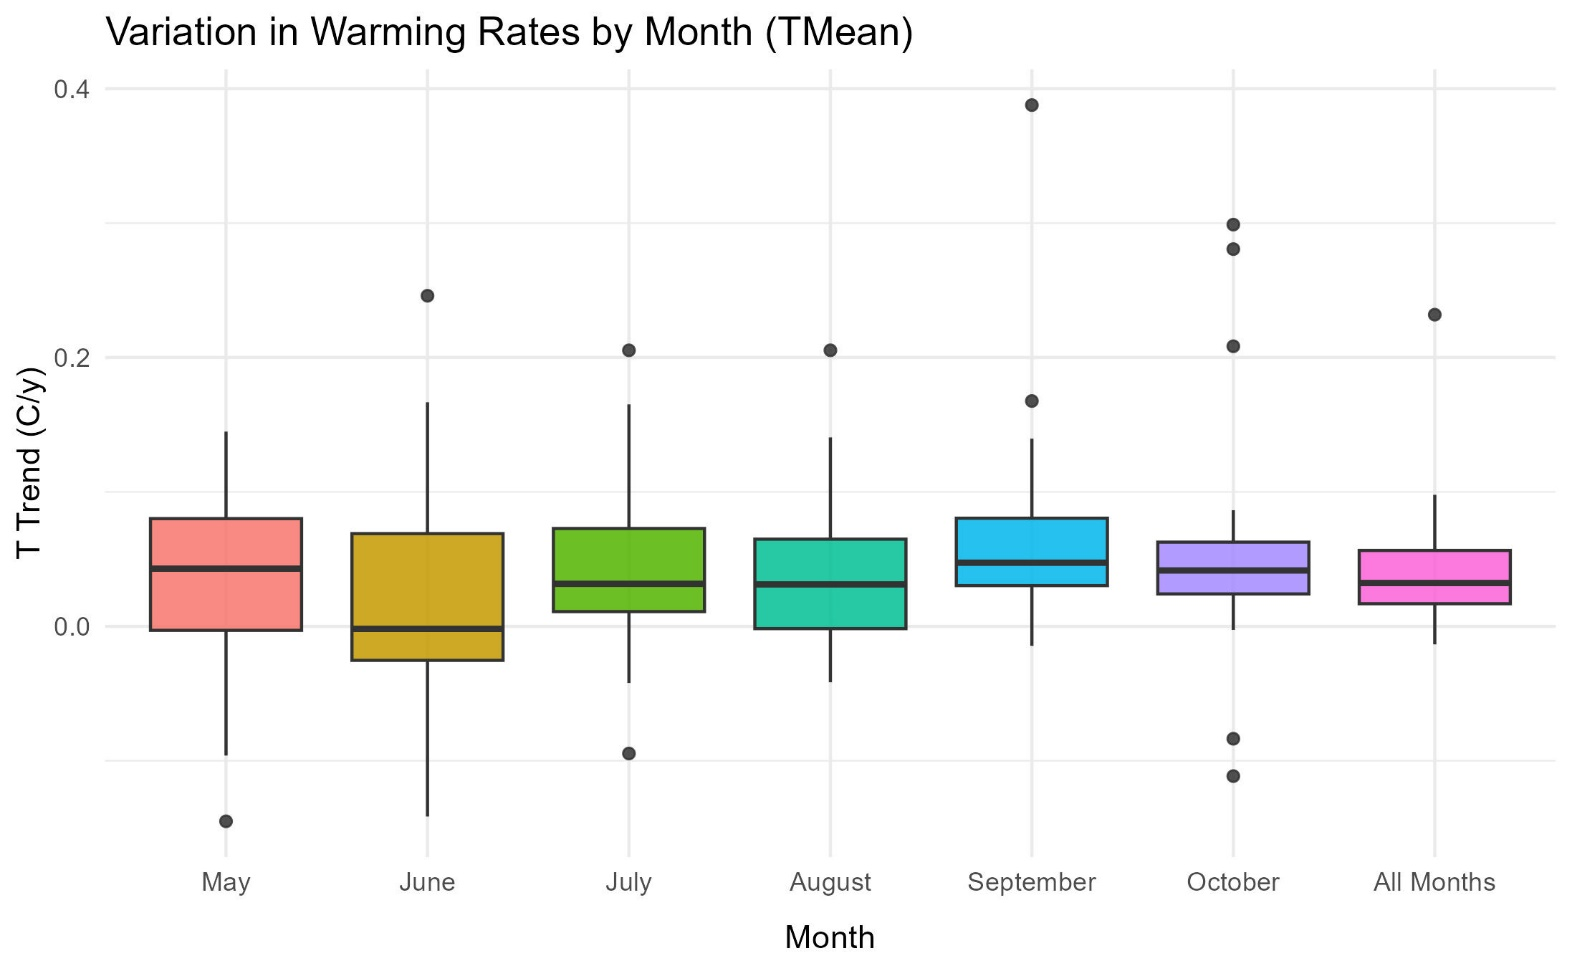 Variation in Warming Rates by Month (TMean)
0.4
0.2
0.0
T Trend (C/y)
May June July August September October All Months
Month